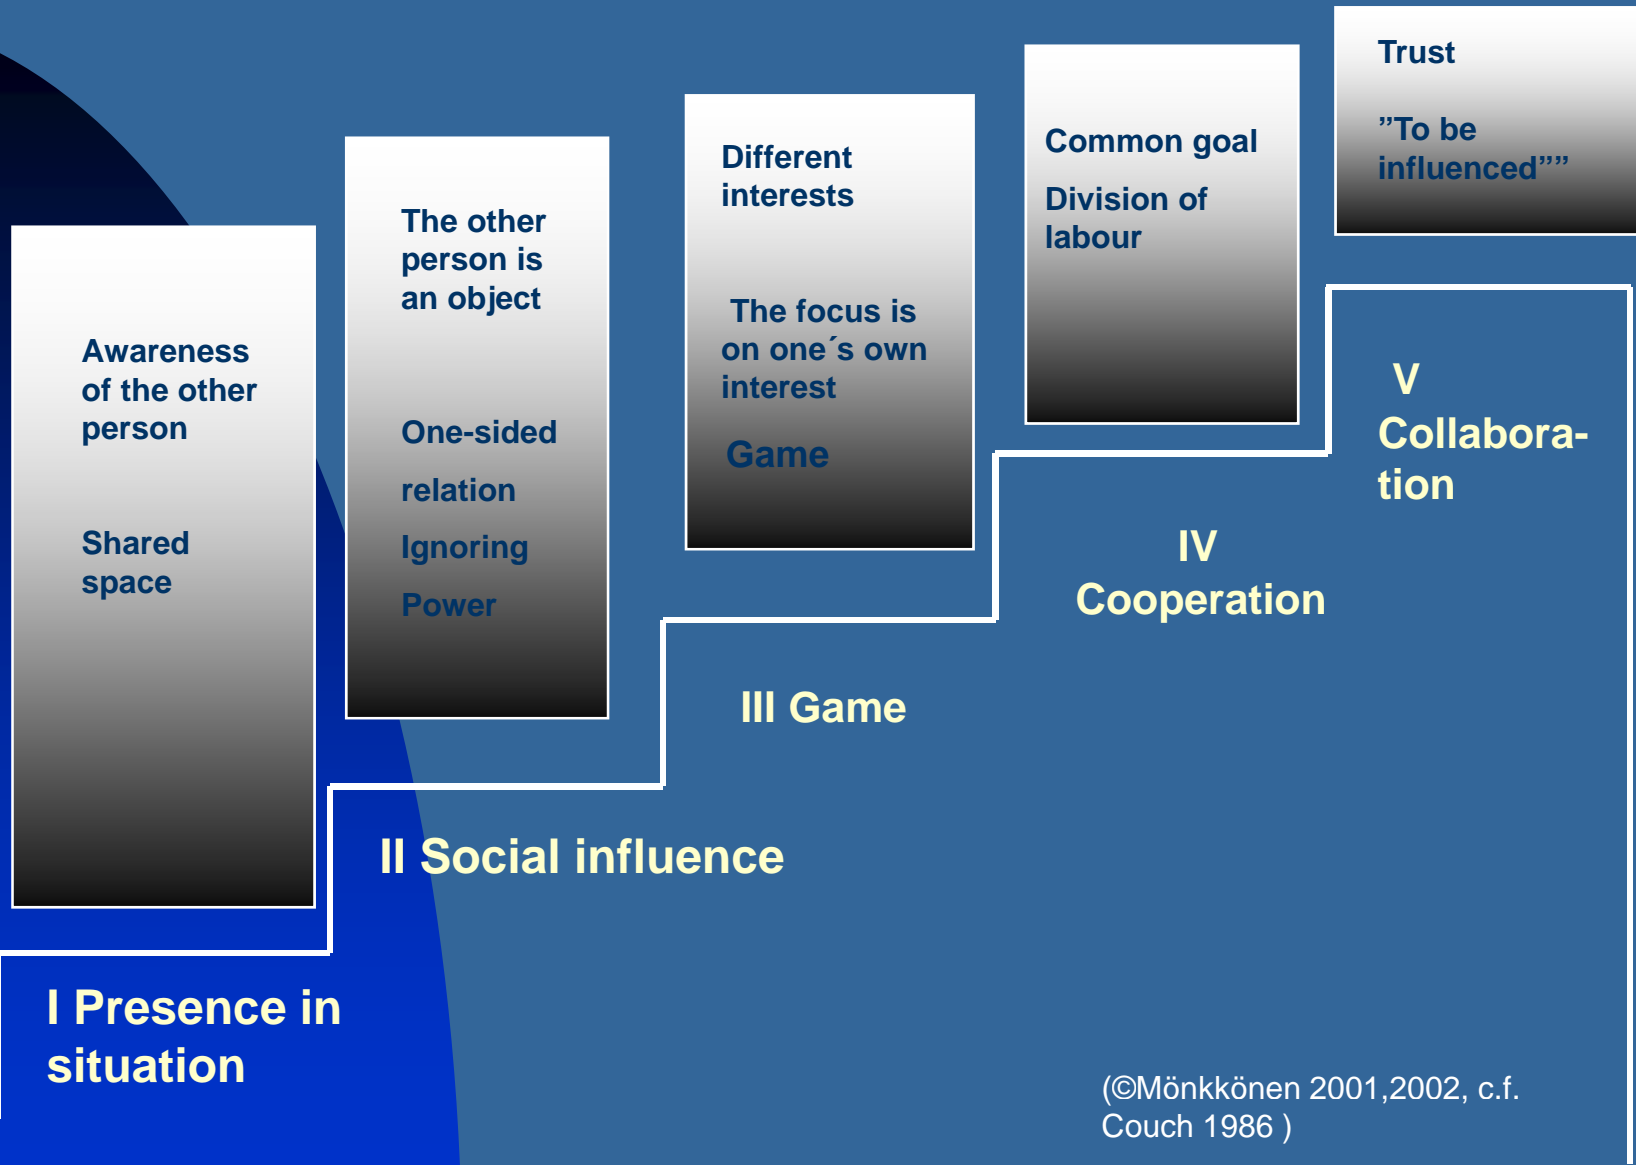 Awareness
of the other
person
Shared
space
I Presence in
situation
The other
person is
an object
One-sided
relation
Ignoring
Power
II Social influence
Different
interests
The focus is
on one´s own
interest
Game
III Game
Common goal
Division of
labour
IV
Cooperation
Trust
”To be
influenced””
V
Collabora-
tion
(©Mönkkönen 2001,2002, c.f.
Couch 1986 )